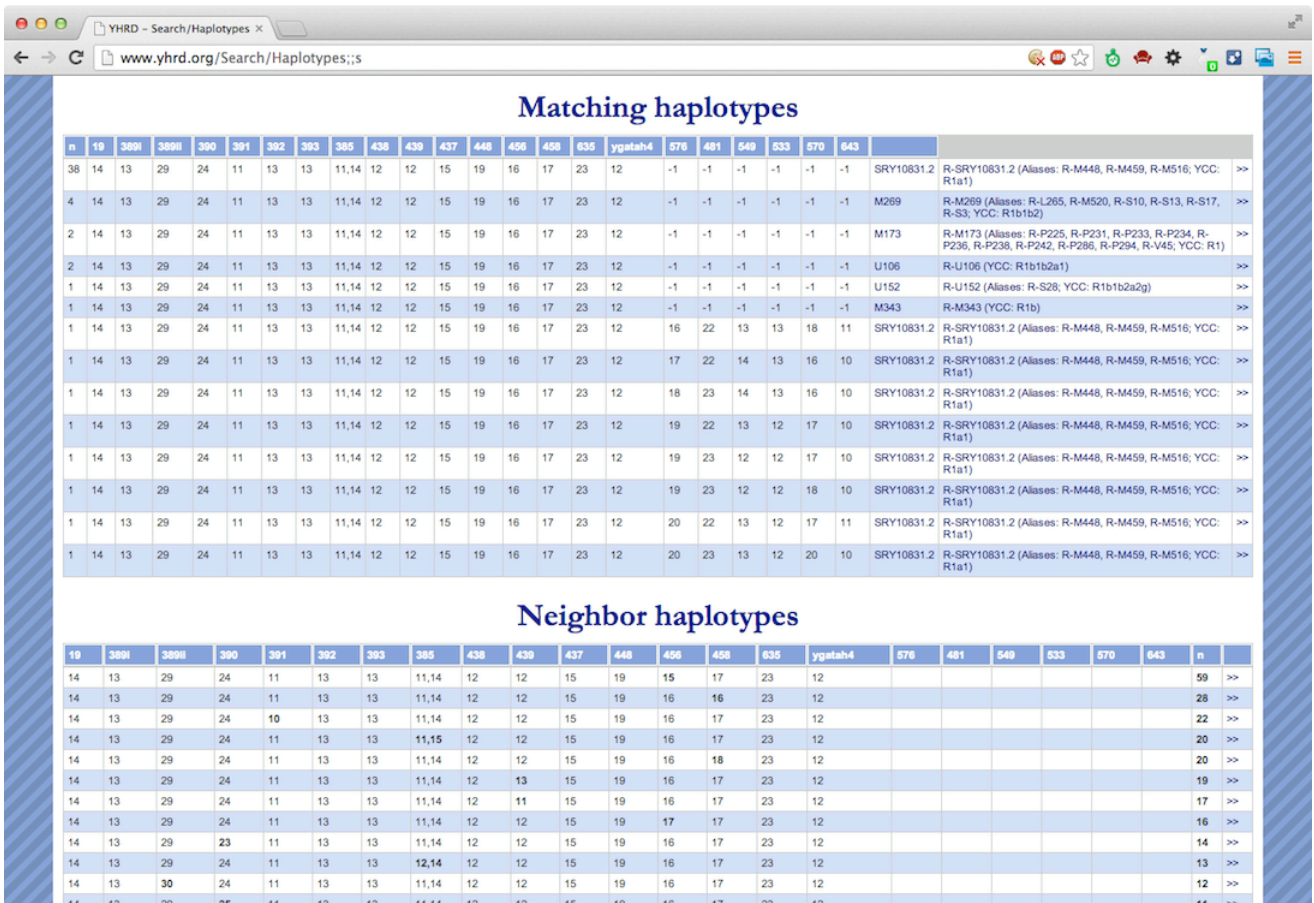 YHRD - Search/Haplotypes ×
www.yhrd.org/Search/Haplotypes;;s
ABP
0
Matching haplotypes
n 19 389I 389II 390 391 392 393 385 438 439 437 448 456 458 635 ygatah4 576 481 549 533 570 643
38 14 13 29 24 11 13 13 11,14 12 12 15 19 16 17 23 12 -1 -1 -1 -1 -1 -1 SRY10831.2 R-SRY10831.2 (Aliases: R-M448, R-M459, R-M516; YCC: >>
R1a1)
4 14 13 29 24 11 13 13 11,14 12 12 15 19 16 17 23 12 -1 -1 -1 -1 -1 -1 M269 R-M269 (Aliases: R-L265, R-M520, R-S10, R-S13, R-S17, >>
R-S3; YCC: R1b1b2)
2 14 13 29 24 11 13 13 11,14 12 12 15 19 16 17 23 12 -1 -1 -1 -1 -1 -1 M173 R-M173 (Aliases: R-P225, R-P231, R-P233, R-P234, R- >>
P236, R-P238, R-P242, R-P286, R-P294, R-V45; YCC: R1)
2 14 13 29 24 11 13 13 11,14 12 12 15 19 16 17 23 12 -1 -1 -1 -1 -1 -1 U106 R-U106 (YCC: R1b1b2a1) >>
1 14 13 29 24 11 13 13 11,14 12 12 15 19 16 17 23 12 -1 -1 -1 -1 -1 -1 U152 R-U152 (Aliases: R-S28; YCC: R1b1b2a2g) >>
1 14 13 29 24 11 13 13 11,14 12 12 15 19 16 17 23 12 -1 -1 -1 -1 -1 -1 M343 R-M343 (YCC: R1b) >>
1 14 13 29 24 11 13 13 11,14 12 12 15 19 16 17 23 12 16 22 13 13 18 11 SRY10831.2 R-SRY10831.2 (Aliases: R-M448, R-M459, R-M516; YCC: >>
R1a1)
1 14 13 29 24 11 13 13 11,14 12 12 15 19 16 17 23 12 17 22 14 13 16 10 SRY10831.2 R-SRY10831.2 (Aliases: R-M448, R-M459, R-M516; YCC: >>
R1a1)
1 14 13 29 24 11 13 13 11,14 12 12 15 19 16 17 23 12 18 23 14 13 16 10 SRY10831.2 R-SRY10831.2 (Aliases: R-M448, R-M459, R-M516; YCC: >>
R1a1)
1 14 13 29 24 11 13 13 11,14 12 12 15 19 16 17 23 12 19 22 13 12 17 10 SRY10831.2 R-SRY10831.2 (Aliases: R-M448, R-M459, R-M516; YCC: >>
R1a1)
1 14 13 29 24 11 13 13 11,14 12 12 15 19 16 17 23 12 19 23 12 12 17 10 SRY10831.2 R-SRY10831.2 (Aliases: R-M448, R-M459, R-M516; YCC: >>
R1a1)
1 14 13 29 24 11 13 13 11,14 12 12 15 19 16 17 23 12 19 23 12 12 18 10 SRY10831.2 R-SRY10831.2 (Aliases: R-M448, R-M459, R-M516; YCC: >>
R1a1)
1 14 13 29 24 11 13 13 11,14 12 12 15 19 16 17 23 12 20 22 13 12 17 11 SRY10831.2 R-SRY10831.2 (Aliases: R-M448, R-M459, R-M516; YCC: >>
R1a1)
1 14 13 29 24 11 13 13 11,14 12 12 15 19 16 17 23 12 20 23 13 12 20 10 SRY10831.2 R-SRY10831.2 (Aliases: R-M448, R-M459, R-M516; YCC: >>
R1a1)
Neighbor haplotypes
19 389I 389II 390 391 392 393 385 438 439 437 448 456 458 635 ygatah4 576 481 549 533 570 643 n
14 13 29 24 11 13 13 11,14 12 12 15 19 15 17 23 12 59 >>
14 13 29 24 11 13 13 11,14 12 12 15 19 16 16 23 12 28 >>
14 13 29 24 10 13 13 11,14 12 12 15 19 16 17 23 12 22 >>
14 13 29 24 11 13 13 11,15 12 12 15 19 16 17 23 12 20 >>
14 13 29 24 11 13 13 11,14 12 12 15 19 16 18 23 12 20 >>
14 13 29 24 11 13 13 11,14 12 13 15 19 16 17 23 12 19 >>
14 13 29 24 11 13 13 11,14 12 11 15 19 16 17 23 12 17 >>
14 13 29 24 11 13 13 11,14 12 12 15 19 17 17 23 12 16 >>
14 13 29 23 11 13 13 11,14 12 12 15 19 16 17 23 12 14 >>
14 13 29 24 11 13 13 12,14 12 12 15 19 16 17 23 12 13 >>
14 13 30 24 11 13 13 11,14 12 12 15 19 16 17 23 12 12 >>